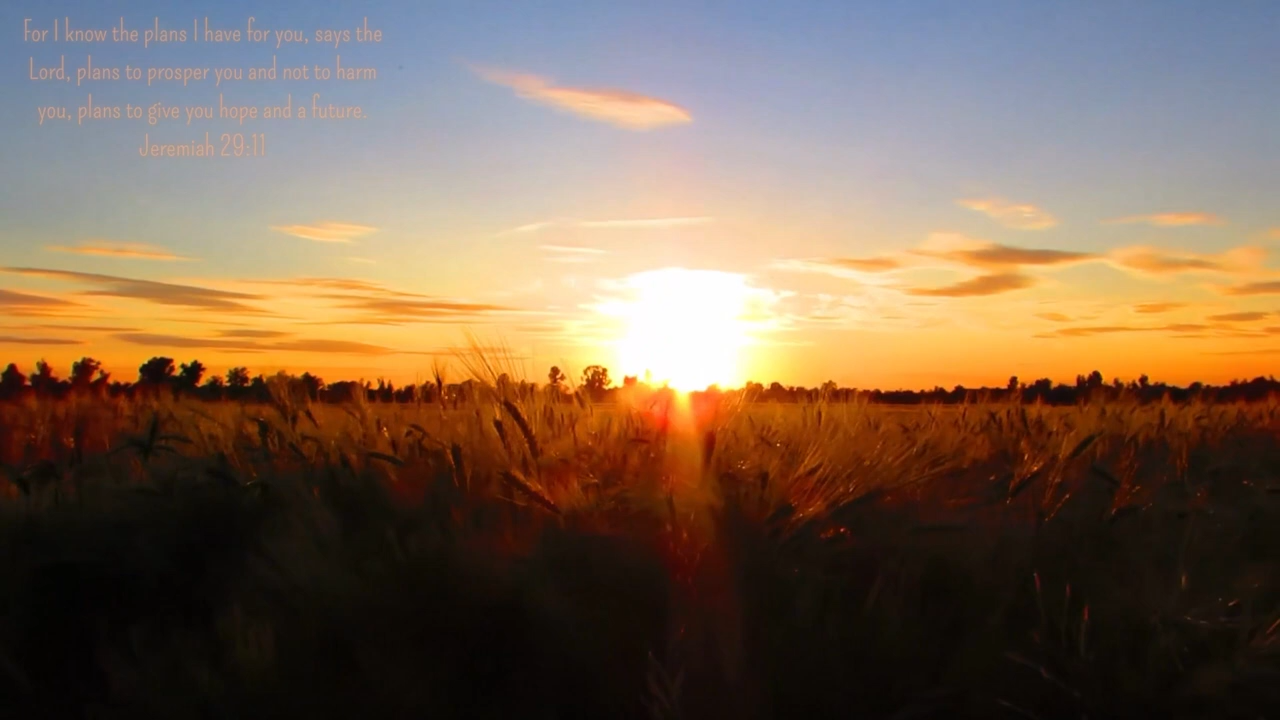 For I know the plans I have for you, says the
Lord, plans to prosper you and not to harm
you, plans to give you hope and a future.
Jeremiah 29:11